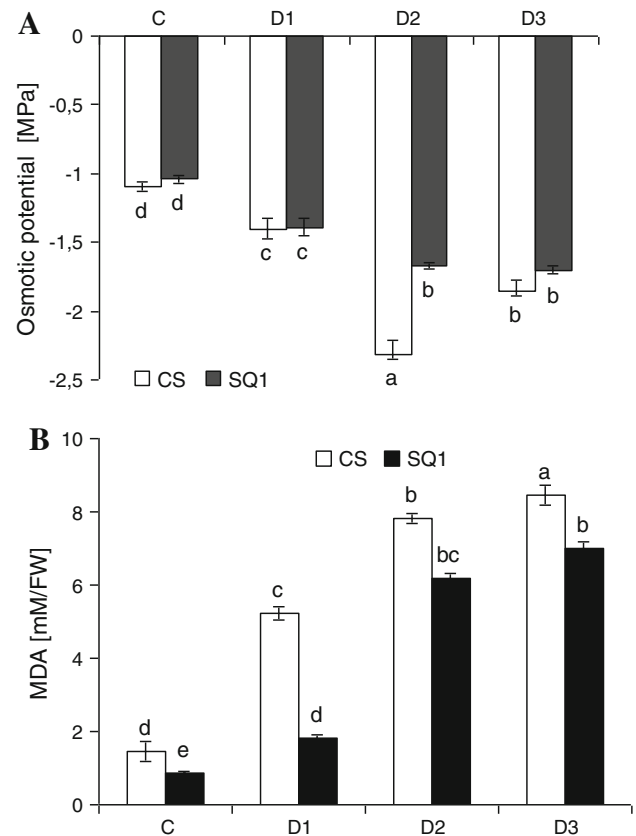 A
C D1 D2 D3
Osmotic potential [MPa]
0
-0,5
-1
-1,5
-2
-2,5
d d
c c
a b
b b
CS SQ1
B
MDA [mM/FW]
10
8
6
4
2
0
CS SQ1
d e
c d
b bc
a b
C D1 D2 D3